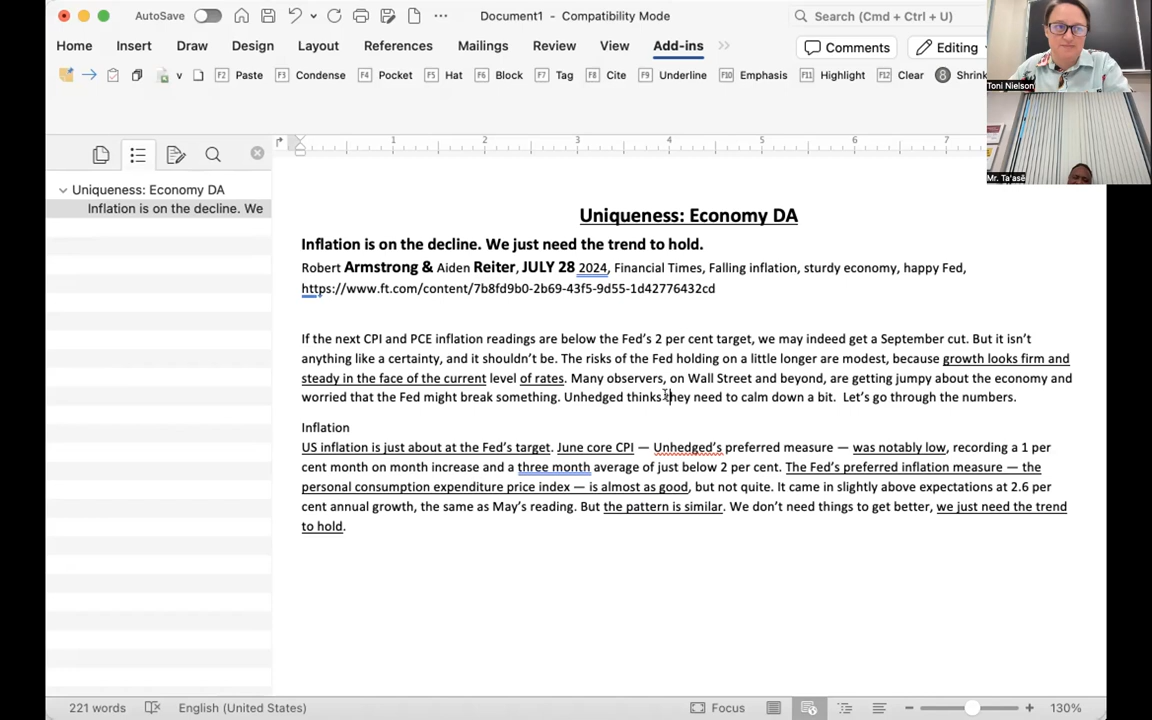 AutoSave
Document1 - Compatibility Mode
Search (Cmd + Ctrl + U)
Home Insert Draw Design Layout References Mailings Review View Add-ins Comments Editing
F2 Paste F3 Condense F4 Pocket F5 Hat F6 Block F7 Tag F8 Cite F9 Underline F10 Emphasis F11 Highlight F12 Clear 8 Shrink
Toni Nielson
Mr. Ta'asē
1 2 3 4 5 6 7
Uniqueness: Economy DA
Inflation is on the decline. We
Uniqueness: Economy DA
Inflation is on the decline. We just need the trend to hold.
Robert Armstrong & Aiden Reiter, JULY 28 2024, Financial Times, Falling inflation, sturdy economy, happy Fed,
https://www.ft.com/content/7b8fd9b0-2b69-43f5-9d55-1d42776432cd
If the next CPI and PCE inflation readings are below the Fed's 2 per cent target, we may indeed get a September cut. But it isn't
anything like a certainty, and it shouldn't be. The risks of the Fed holding on a little longer are modest, because growth looks firm and
steady in the face of the current level of rates. Many observers, on Wall Street and beyond, are getting jumpy about the economy and
worried that the Fed might break something. Unhedged thinks they need to calm down a bit. Let's go through the numbers.
Inflation
US inflation is just about at the Fed's target. June core CPI — Unhedged's preferred measure — was notably low, recording a 1 per
cent month on month increase and a three month average of just below 2 per cent. The Fed's preferred inflation measure — the
personal consumption expenditure price index — is almost as good, but not quite. It came in slightly above expectations at 2.6 per
cent annual growth, the same as May's reading. But the pattern is similar. We don't need things to get better, we just need the trend
to hold.
221 words English (United States) Focus 130%